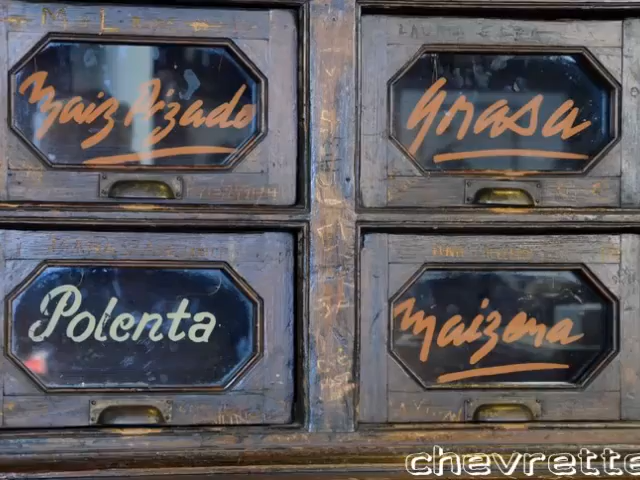 Maiz Pizado
Grasa
Polenta
Maizena
chevrette